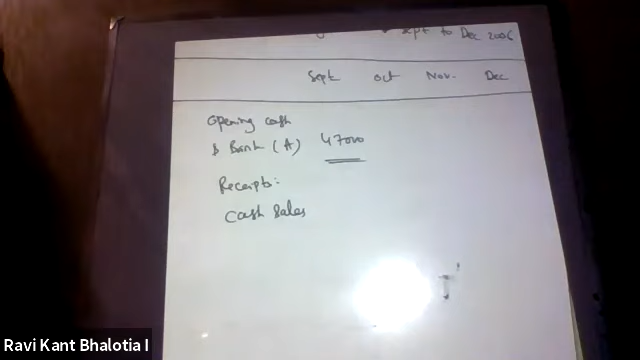 Sept to Dec 2006
Sept Oct Nov. Dec
Opening cash
& Bank (A) 47000
Receipts:
Cash Sales
Ravi Kant Bhalotia I